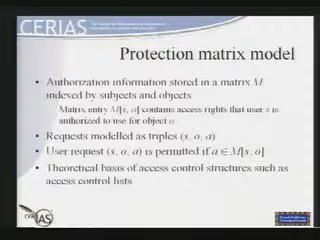 CERIAS
Protection matrix model
• Authorization information stored in a matrix M
indexed by subjects and objects
Matrix entry M[s, o] contains access rights that user s is
authorized to use for object o
• Requests modelled as triples (s, o, a)
• User request (s, o, a) is permitted if a ∈ M[s, o]
• Theoretical basis of access control structures such as
access control lists
CERIAS